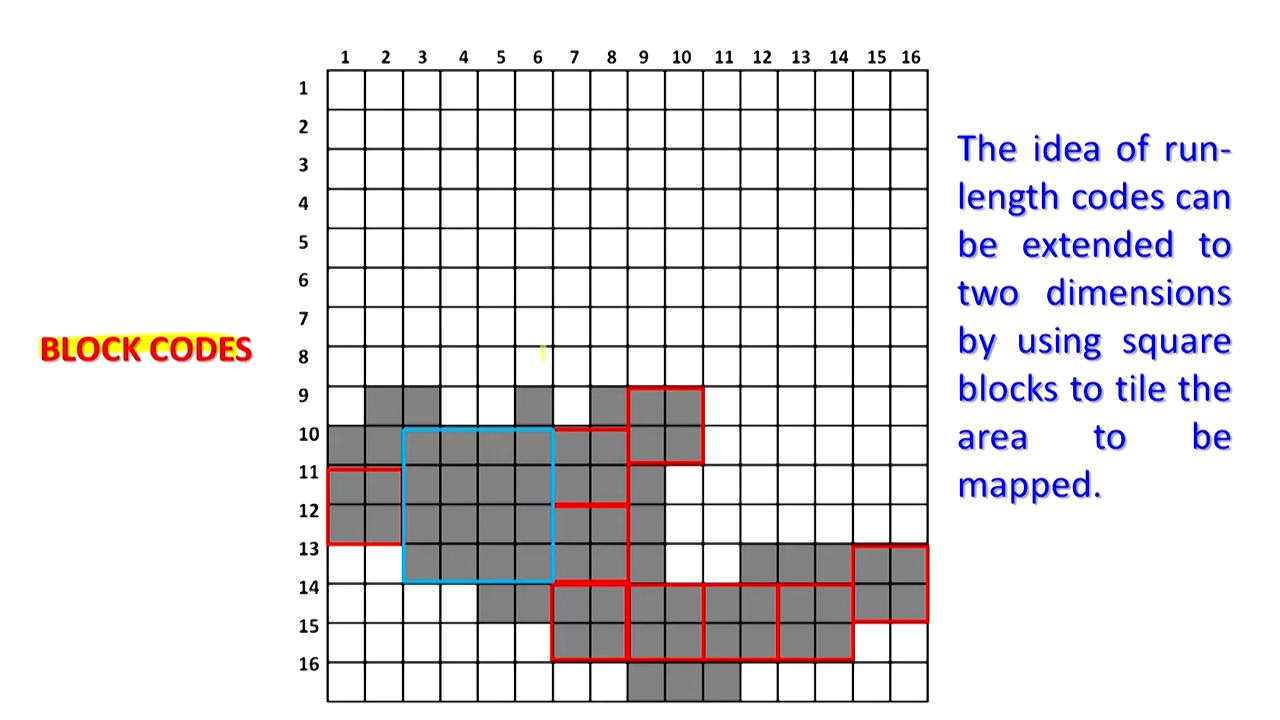 1 2 3 4 5 6 7 8 9 10 11 12 13 14 15 16
1
2
3
4
5
6
7
8
9
10
11
12
13
14
15
16
BLOCK CODES
The idea of run-
length codes can
be extended to
two dimensions
by using square
blocks to tile the
area to be
mapped.